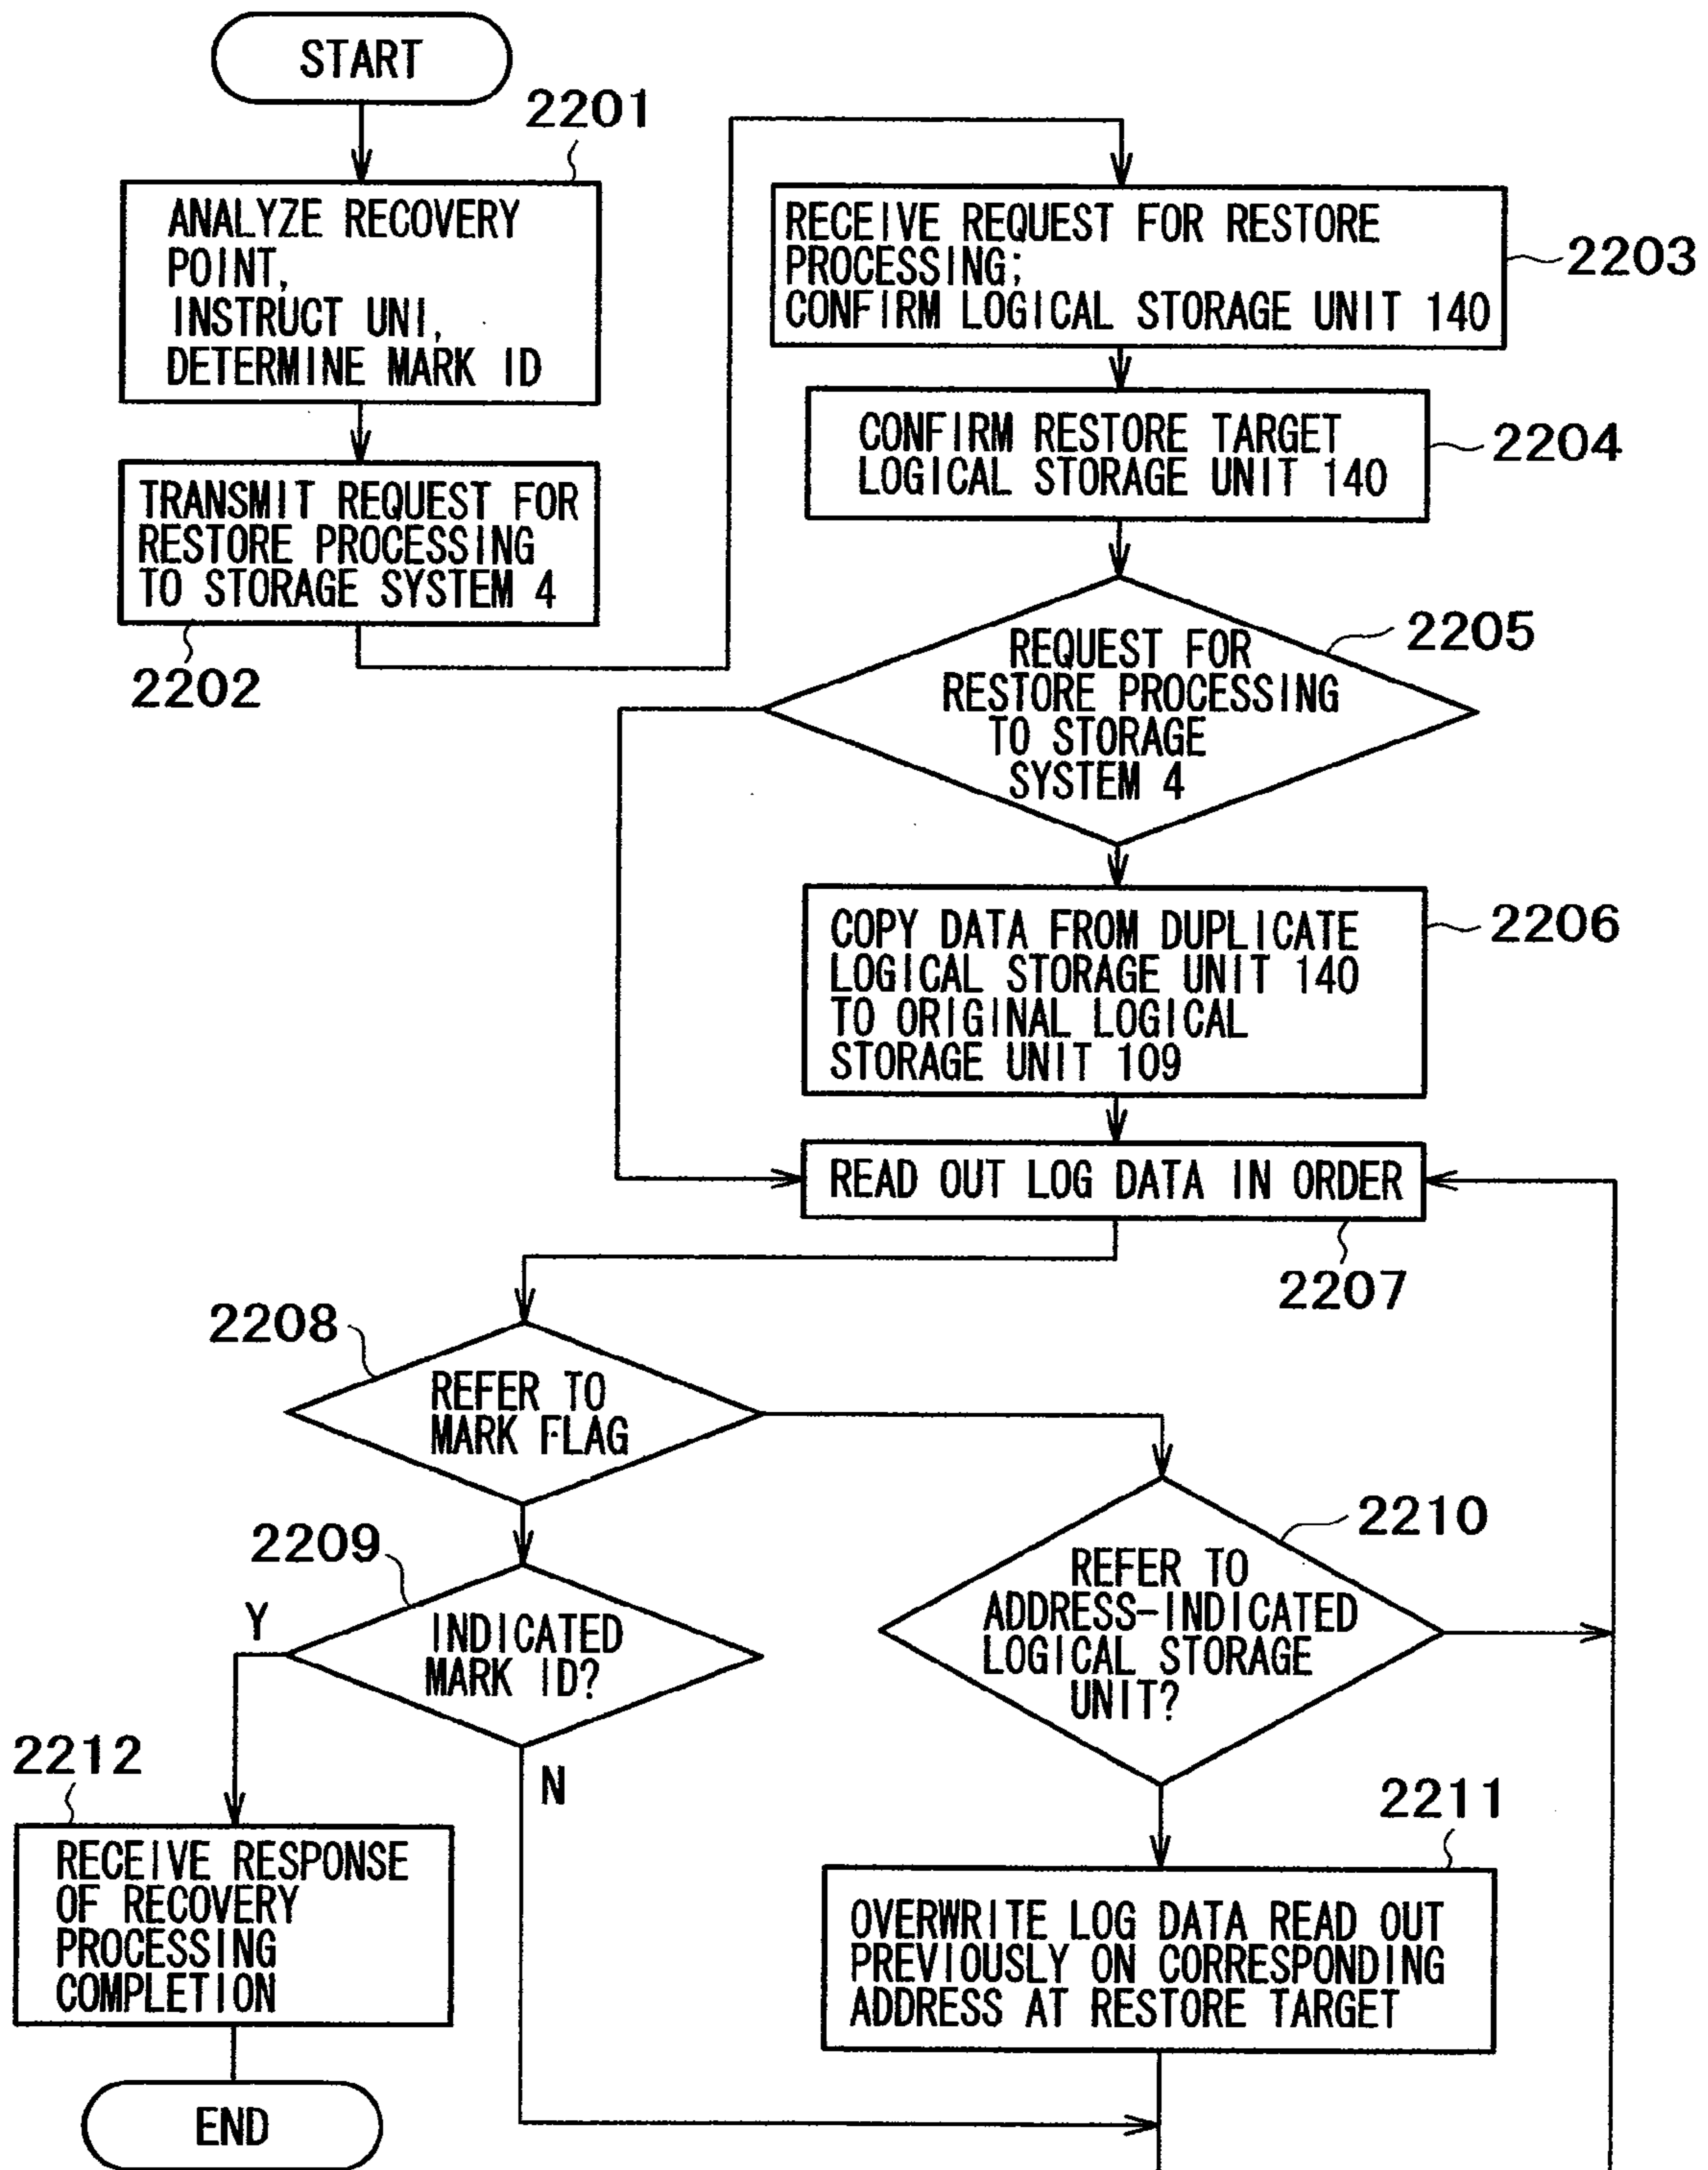 START
2201
ANALYZE RECOVERY
POINT,
INSTRUCT UNI,
DETERMINE MARK ID
TRANSMIT REQUEST FOR
RESTORE PROCESSING
TO STORAGE SYSTEM 4
2202
RECEIVE REQUEST FOR RESTORE
PROCESSING;
CONFIRM LOGICAL STORAGE UNIT 140
2203
CONFIRM RESTORE TARGET
LOGICAL STORAGE UNIT 140
2204
REQUEST FOR
RESTORE PROCESSING
TO STORAGE
SYSTEM 4
2205
COPY DATA FROM DUPLICATE
LOGICAL STORAGE UNIT 140
TO ORIGINAL LOGICAL
STORAGE UNIT 109
2206
READ OUT LOG DATA IN ORDER
2207
2208
REFER TO
MARK FLAG
2209
INDICATED
MARK ID?
Y
N
2210
REFER TO
ADDRESS-INDICATED
LOGICAL STORAGE
UNIT?
2211
OVERWRITE LOG DATA READ OUT
PREVIOUSLY ON CORRESPONDING
ADDRESS AT RESTORE TARGET
2212
RECEIVE RESPONSE
OF RECOVERY
PROCESSING
COMPLETION
END